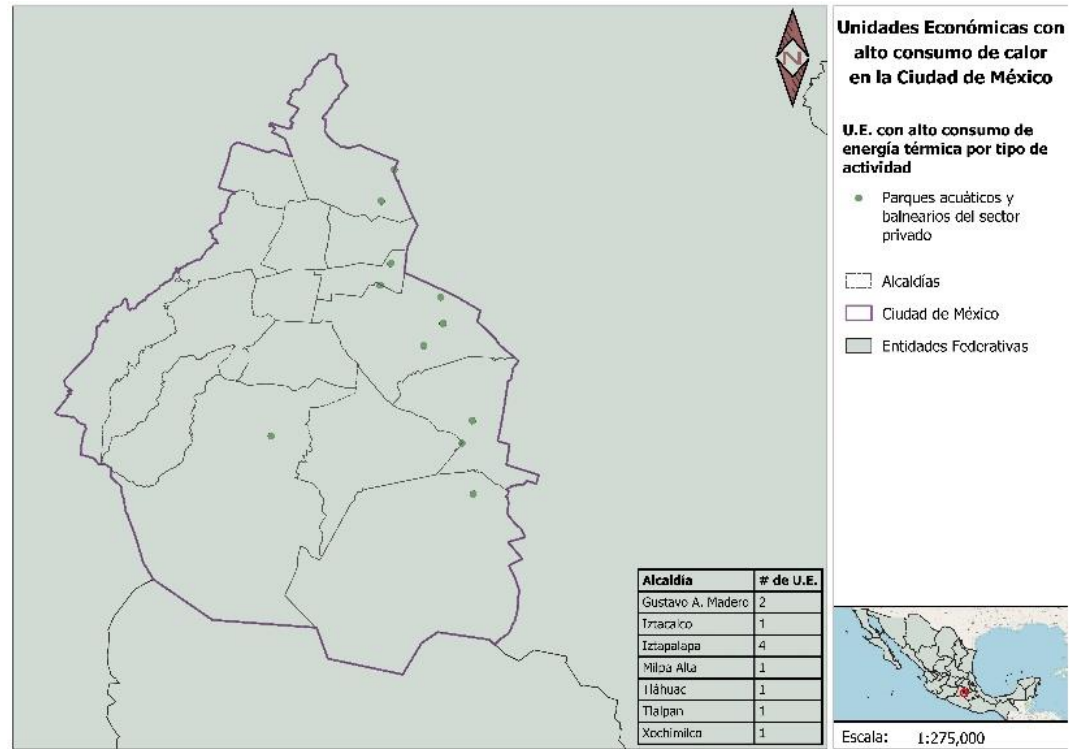 Unidades Económicas con
alto consumo de calor
en la Ciudad de México
U.E. con alto consumo de
energía térmica por tipo de
actividad
Parques acuáticos y
balnearios del sector
privado
Alcaldías
Ciudad de México
Entidades Federativas
N
Alcaldía # de U.E.
Gustavo A. Madero 2
Iztacalco 1
Iztapalapa 4
Milpa Alta 1
Tláhuac 1
Tlalpan 1
Xochimilco 1
Escala: 1:275,000